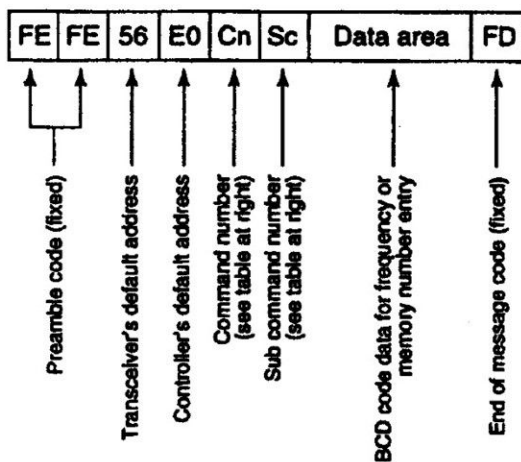 FE FE 56 E0 Cn Sc Data area FD
Preamble code (fixed)
Transceiver's default address
Controller's default address
Command number
(see table at right)
Sub command number
(see table at right)
BCD code data for frequency or
memory number entry
End of message code (fixed)